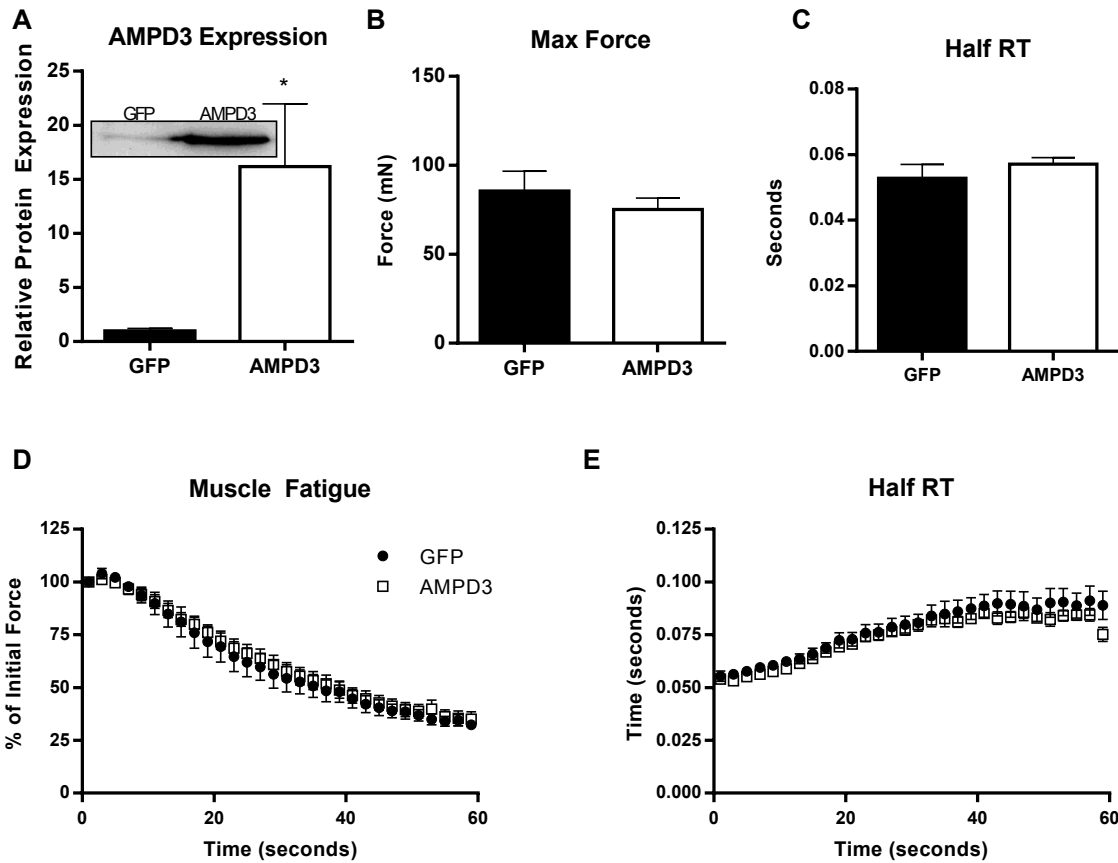 A
AMPD3 Expression
Relative Protein Expression
25
20
15
10
5
0
*
GFP AMPD3
GFP AMPD3
B
Max Force
Force (mN)
150
100
50
0
GFP AMPD3
C
Half RT
Seconds
0.08
0.06
0.04
0.02
0.00
GFP AMPD3
D
Muscle Fatigue
% of Initial Force
125
100
75
50
25
0
GFP
AMPD3
0 20 40 60
Time (seconds)
E
Half RT
Time (seconds)
0.125
0.100
0.075
0.050
0.025
0.000
0 20 40 60
Time (seconds)